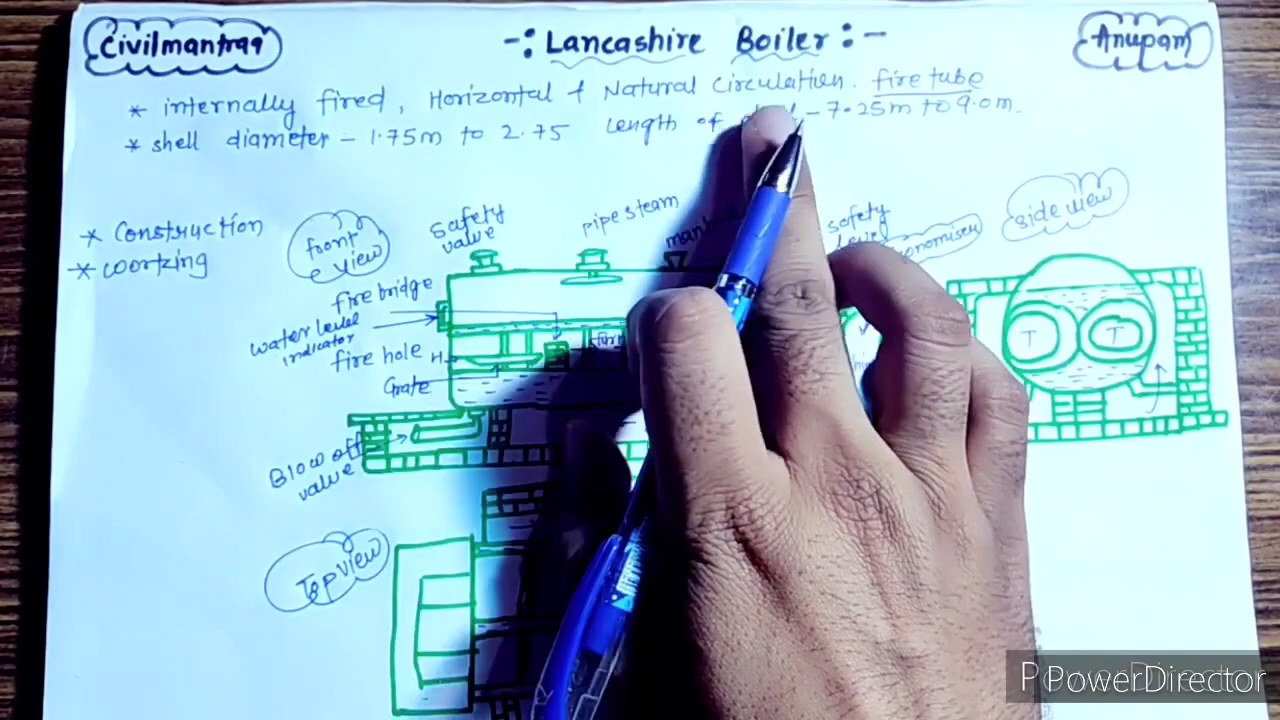 Civilmantraa
-: Lancashire Boiler :-
Anupam
* internally fired, Horizontal & Natural Circulation. fire tube
* shell diameter - 1.75m to 2.75 Length of - 7.25m to 9.0m.
* Construction
* woorking
front
view
safety
valve
pipe steam
safety
side view
fire bridge
water level
indicator
fire hole
Grate
Blow off
valve
T T
Top view
PowerDirector